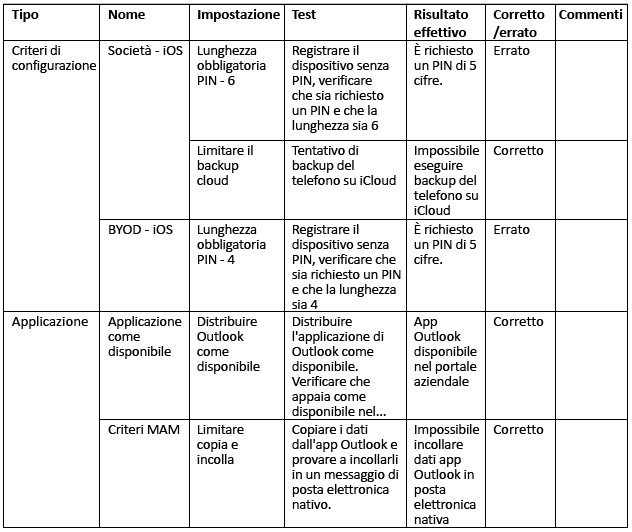 Tipo
Nome
Impostazione
Test
Risultato
effettivo
Corretto
/errato
Commenti
Criteri di
configurazione
Società - iOS
Lunghezza
obbligatoria
PIN - 6
Registrare il
dispositivo senza
PIN, verificare
che sia richiesto
un PIN e che la
lunghezza sia 6
È richiesto
un PIN di 5
cifre.
Errato
Limitare il
backup
cloud
Tentativo di
backup del
telefono su iCloud
Impossibile
eseguire
backup del
telefono su
iCloud
Corretto
BYOD - iOS
Lunghezza
obbligatoria
PIN - 4
Registrare il
dispositivo senza
PIN, verificare che
sia richiesto un PIN
e che la lunghezza
sia 4
È richiesto
un PIN di 5
cifre.
Errato
Applicazione
Applicazione
come
disponibile
Distribuire
Outlook
come
disponibile
Distribuire
l'applicazione di
Outlook come
disponibile.
Verificare che
appaia come
disponibile nel...
App
Outlook
disponibile
nel portale
aziendale
Corretto
Criteri MAM
Limitare
copia e
incolla
Copiare i dati
dall'app Outlook e
provare a incollarli
in un messaggio di
posta elettronica
nativo.
Impossibile
incollare
dati app
Outlook in
posta
elettronica
nativa
Corretto